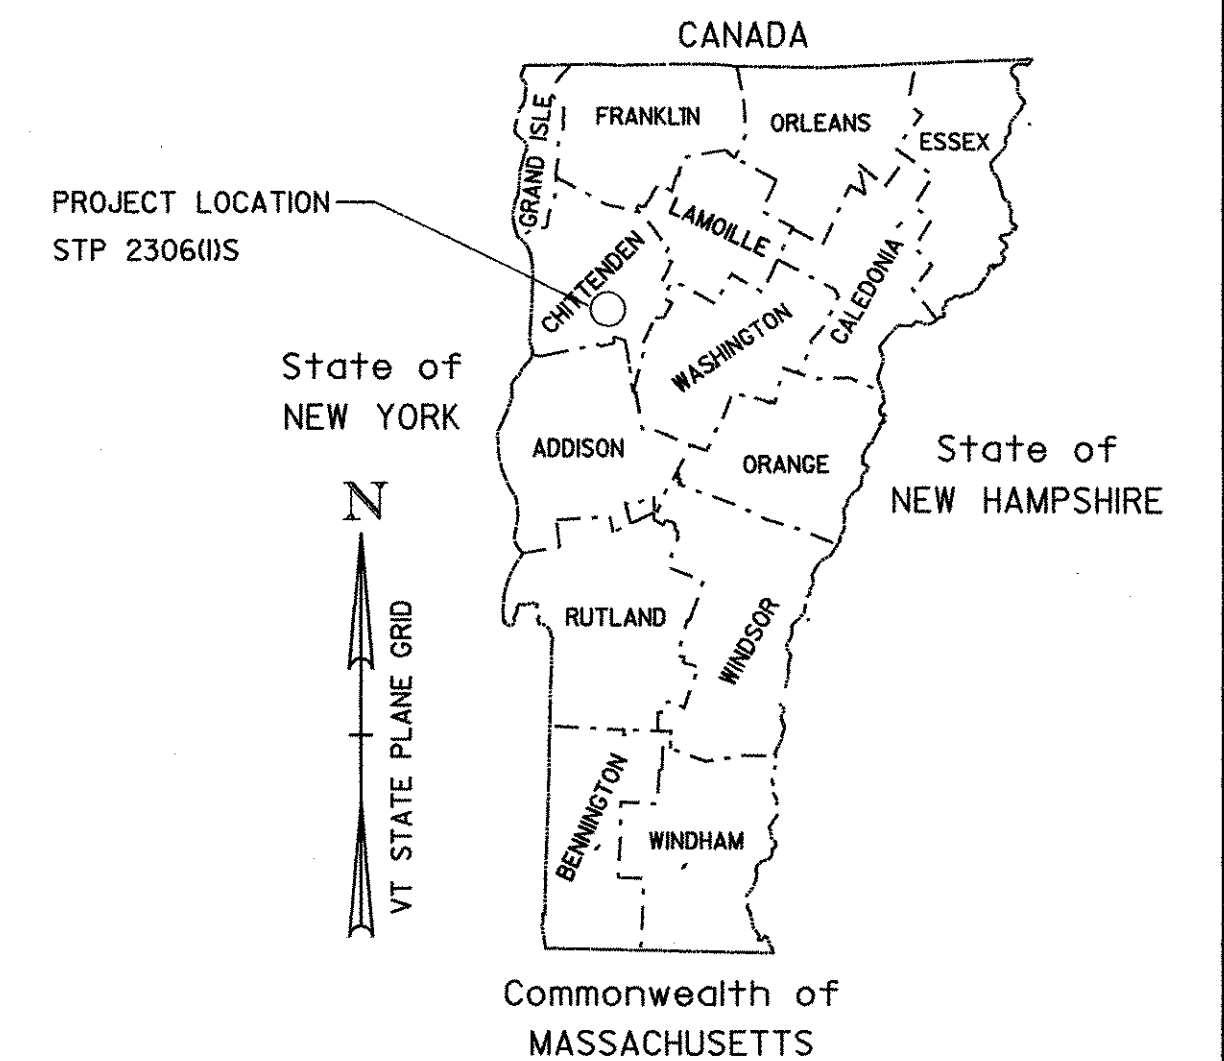 CANADA
GRAND ISLE
FRANKLIN
ORLEANS
ESSEX
PROJECT LOCATION
STP 2306(1)S
LAMOILLE
CHITTENDEN
CALEDONIA
WASHINGTON
State of
NEW YORK
ADDISON
ORANGE
State of
NEW HAMPSHIRE
N
VT STATE PLANE GRID
RUTLAND
WINDSOR
BENNINGTON
WINDHAM
Commonwealth of
MASSACHUSETTS